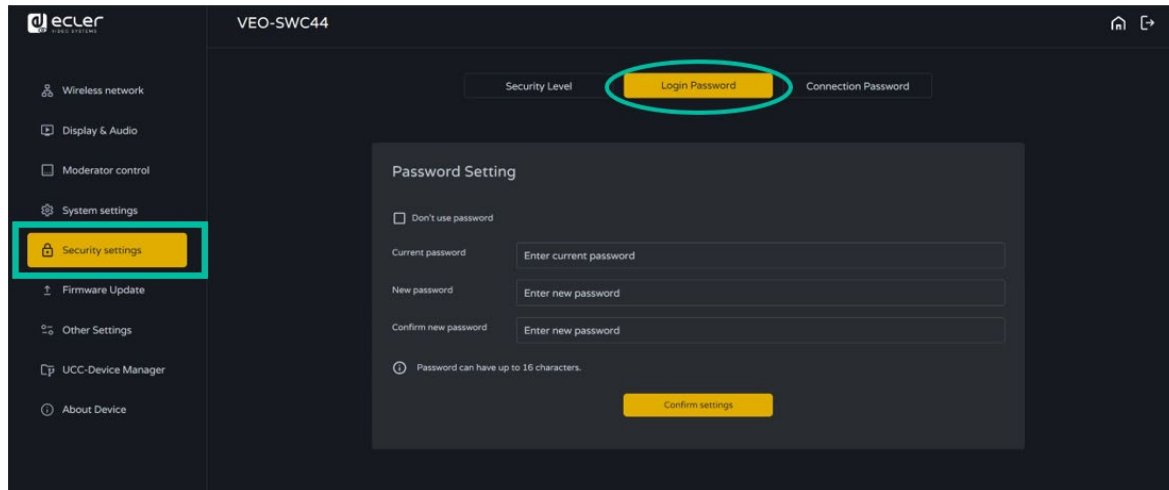 ecler
VIDEO SYSTEMS
VEO-SWC44
Wireless network
Display & Audio
Moderator control
System settings
Security settings
Firmware Update
Other Settings
UCC-Device Manager
About Device
Security Level
Login Password
Connection Password
Password Setting
Don't use password
Current password
Enter current password
New password
Enter new password
Confirm new password
Enter new password
Password can have up to 16 characters.
Confirm settings